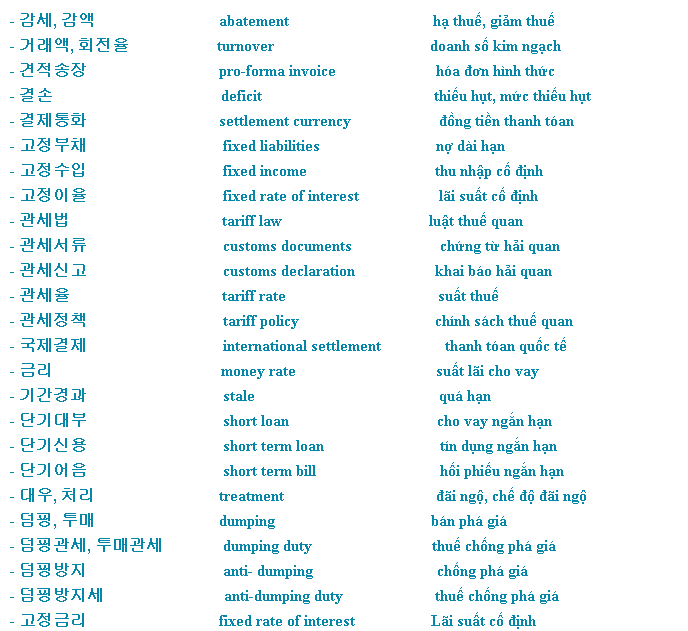 - 감세, 감액 abatement hạ thuế, giảm thuế
- 거래액, 회전율 turnover doanh số kim ngạch
- 견적송장 pro-forma invoice hóa đơn hình thức
- 결손 deficit thiếu hụt, mức thiếu hụt
- 결제통화 settlement currency đồng tiền thanh tóan
- 고정부채 fixed liabilities nợ dài hạn
- 고정수입 fixed income thu nhập cố định
- 고정이율 fixed rate of interest lãi suất cố định
- 관세법 tariff law luật thuế quan
- 관세서류 customs documents chứng từ hải quan
- 관세신고 customs declaration khai báo hải quan
- 관세율 tariff rate suất thuế
- 관세정책 tariff policy chính sách thuế quan
- 국제결제 international settlement thanh tóan quốc tế
- 금리 money rate suất lãi cho vay
- 기간경과 stale quá hạn
- 단기대부 short loan cho vay ngắn hạn
- 단기신용 short term loan tín dụng ngắn hạn
- 단기어음 short term bill hối phiếu ngắn hạn
- 대우, 처리 treatment đãi ngộ, chế độ đãi ngộ
- 덤핑, 투매 dumping bán phá giá
- 덤핑관세, 투매관세 dumping duty thuế chống phá giá
- 덤핑방지 anti- dumping chống phá giá
- 덤핑방지세 anti-dumping duty thuế chống phá giá
- 고정금리 fixed rate of interest Lãi suất cố định